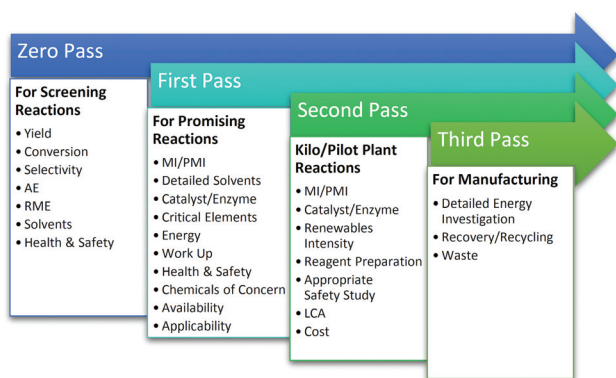 Zero Pass
For Screening
Reactions
• Yield
• Conversion
• Selectivity
• AE
• RME
• Solvents
• Health & Safety
First Pass
For Promising
Reactions
• MI/PMI
• Detailed Solvents
• Catalyst/Enzyme
• Critical Elements
• Energy
• Work Up
• Health & Safety
• Chemicals of Concern
• Availability
• Applicability
Second Pass
Kilo/Pilot Plant
Reactions
• MI/PMI
• Catalyst/Enzyme
• Renewables
Intensity
• Reagent Preparation
• Appropriate
Safety Study
• LCA
• Cost
Third Pass
For Manufacturing
• Detailed Energy
Investigation
• Recovery/Recycling
• Waste